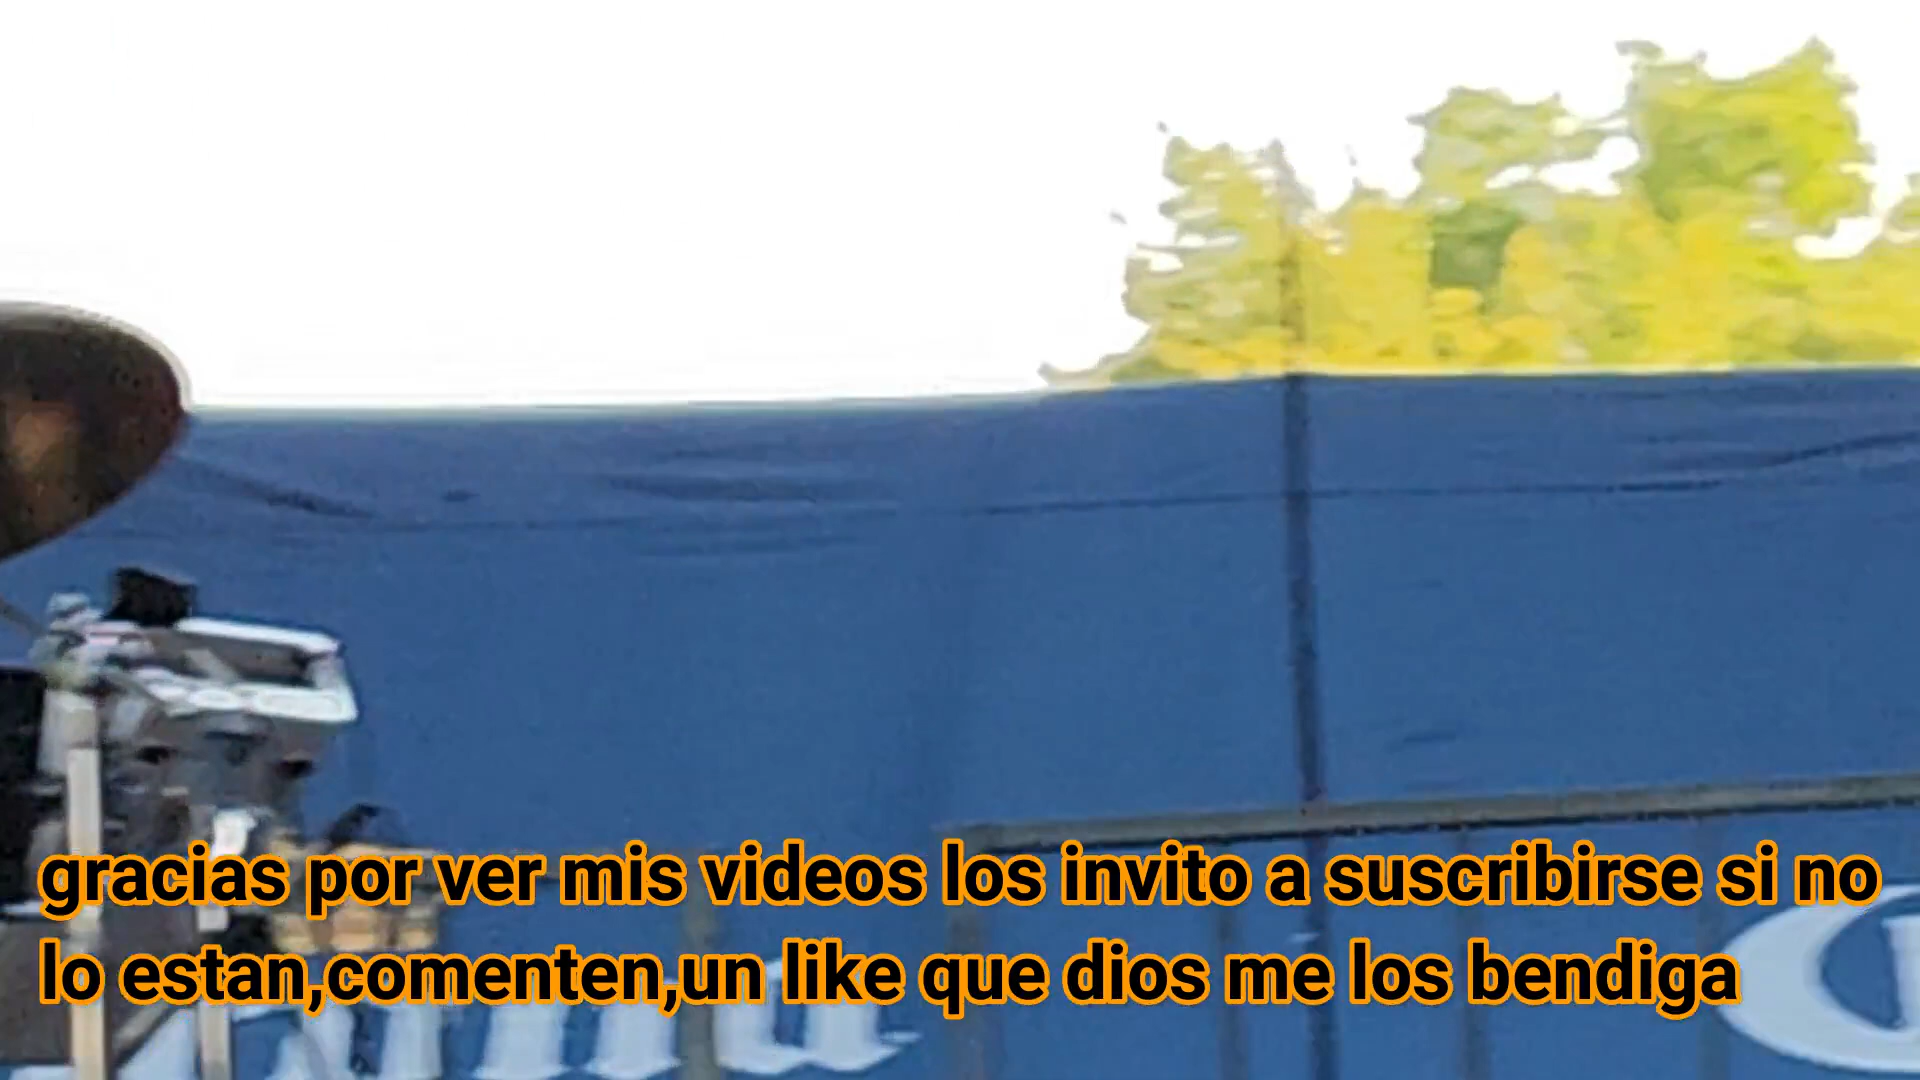 gracias por ver mis videos los invito a suscribirse si no
lo estan,comenten,un like que dios me los bendiga